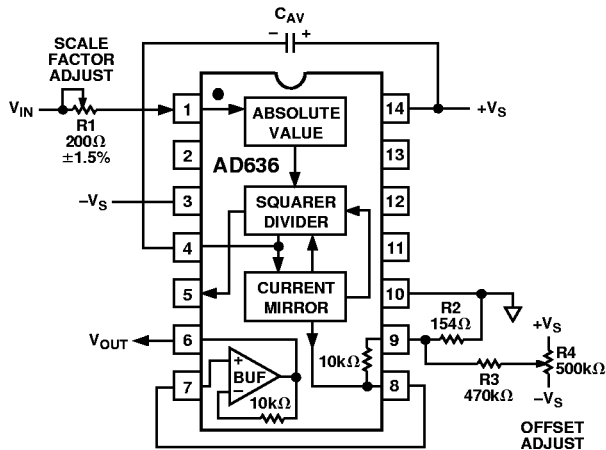 CAV
− +
SCALE
FACTOR
ADJUST
VIN
R1
200Ω
±1.5%
1
ABSOLUTE
VALUE
14
+VS
2
AD636
13
−VS
3
SQUARER
DIVIDER
12
4
11
5
CURRENT
MIRROR
10
R2
154Ω
VOUT
6
10kΩ
9
+VS
R4
500kΩ
7
+
BUF
−
10kΩ
8
R3
470kΩ
−VS
OFFSET
ADJUST